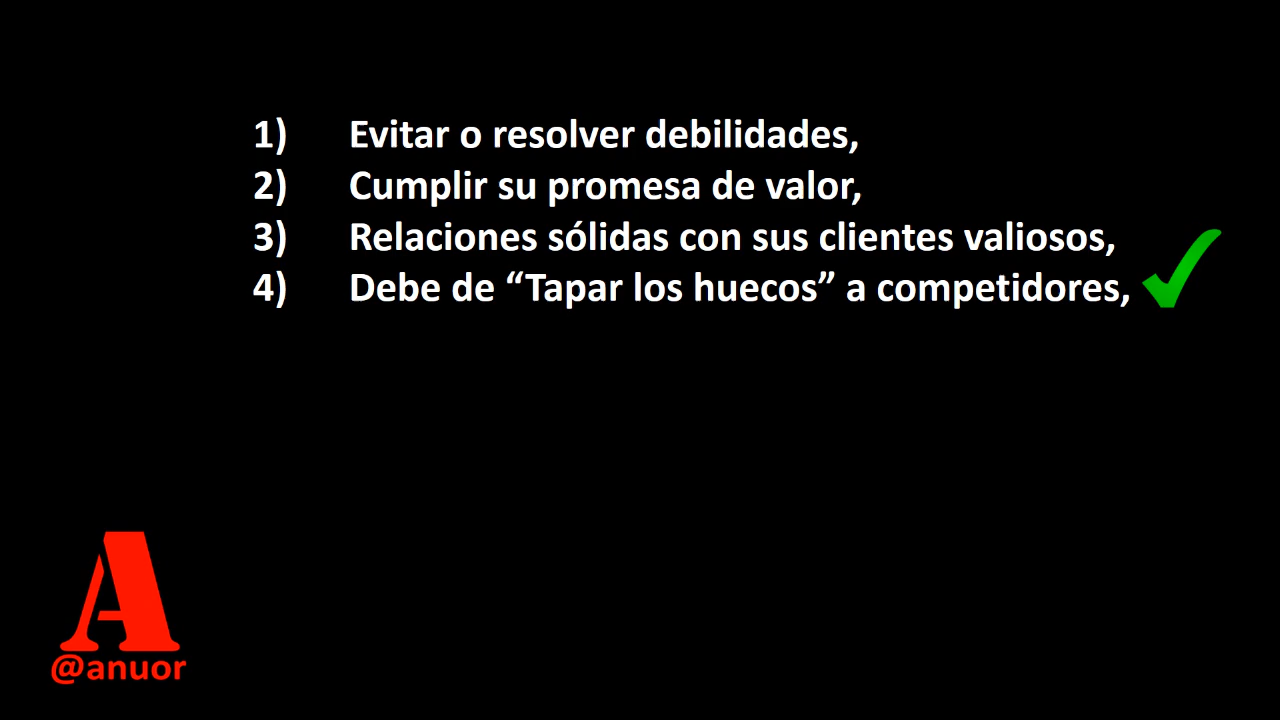 1) Evitar o resolver debilidades,
2) Cumplir su promesa de valor,
3) Relaciones sólidas con sus clientes valiosos,
4) Debe de “Tapar los huecos” a competidores,
A
@anuor